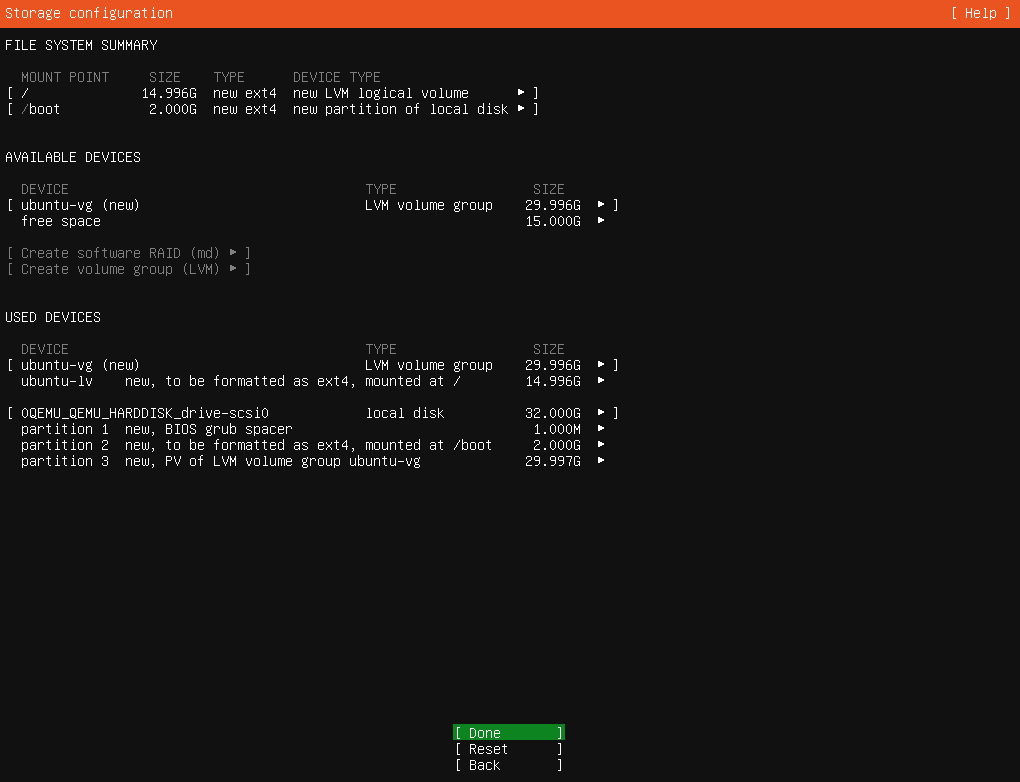 Storage configuration [ Help ]
FILE SYSTEM SUMMARY
MOUNT POINT SIZE TYPE DEVICE TYPE
[ / 14.996G new ext4 new LVM logical volume ▸ ]
[ /boot 2.000G new ext4 new partition of local disk ▸ ]
AVAILABLE DEVICES
DEVICE TYPE SIZE
[ ubuntu-vg (new) LVM volume group 29.996G ▸ ]
free space 15.000G ▸
[ Create software RAID (md) ▸ ]
[ Create volume group (LVM) ▸ ]
USED DEVICES
DEVICE TYPE SIZE
[ ubuntu-vg (new) LVM volume group 29.996G ▸ ]
ubuntu-lv new, to be formatted as ext4, mounted at / 14.996G ▸
[ 0QEMU_QEMU_HARDDISK_drive-scsi0 local disk 32.000G ▸ ]
partition 1 new, BIOS grub spacer 1.000M ▸
partition 2 new, to be formatted as ext4, mounted at /boot 2.000G ▸
partition 3 new, PV of LVM volume group ubuntu-vg 29.997G ▸
[ Done ]
[ Reset ]
[ Back ]